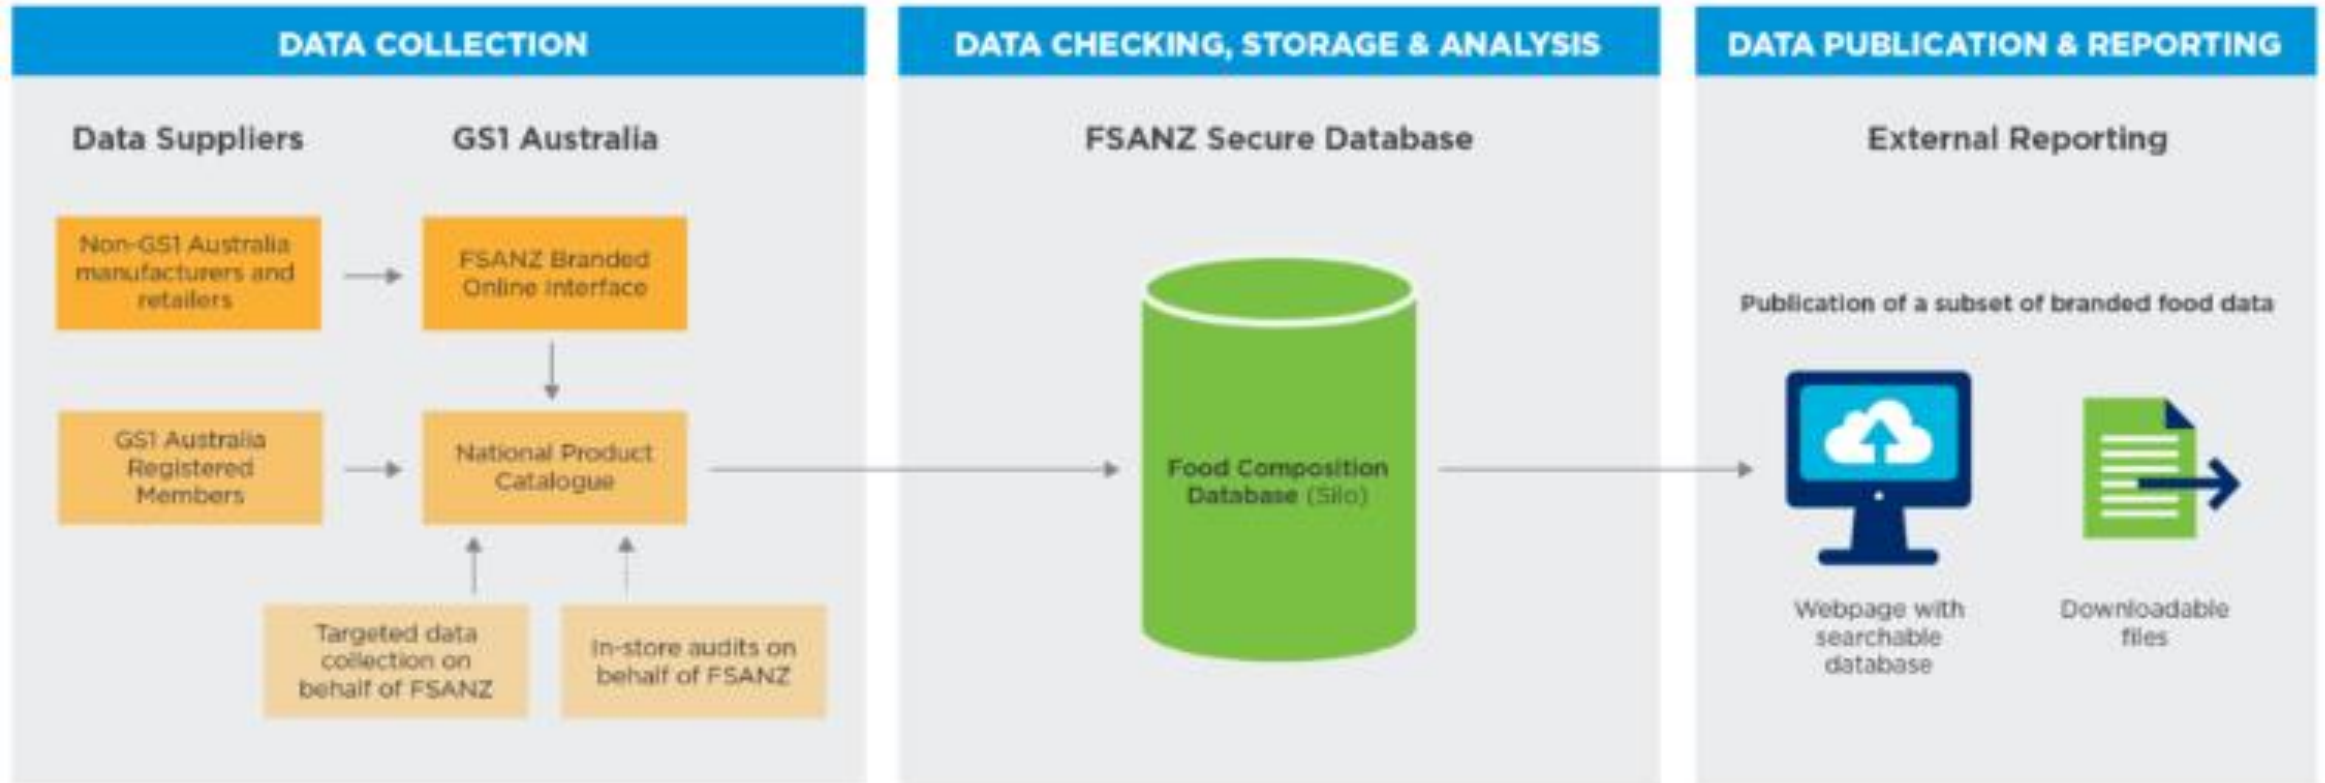 DATA COLLECTION
Data Suppliers
GS1 Australia
Non-GS1 Australia
manufacturers and
retailers
FSANZ Branded
Online interface
GS1 Australia
Registered
Members
National Product
Catalogue
Targeted data
collection on
behalf of FSANZ
In-store audits on
behalf of FSANZ
DATA CHECKING, STORAGE & ANALYSIS
FSANZ Secure Database
Food Composition
Database (Silo)
DATA PUBLICATION & REPORTING
External Reporting
Publication of a subset of branded food data
Webpage with
searchable
database
Downloadable
files